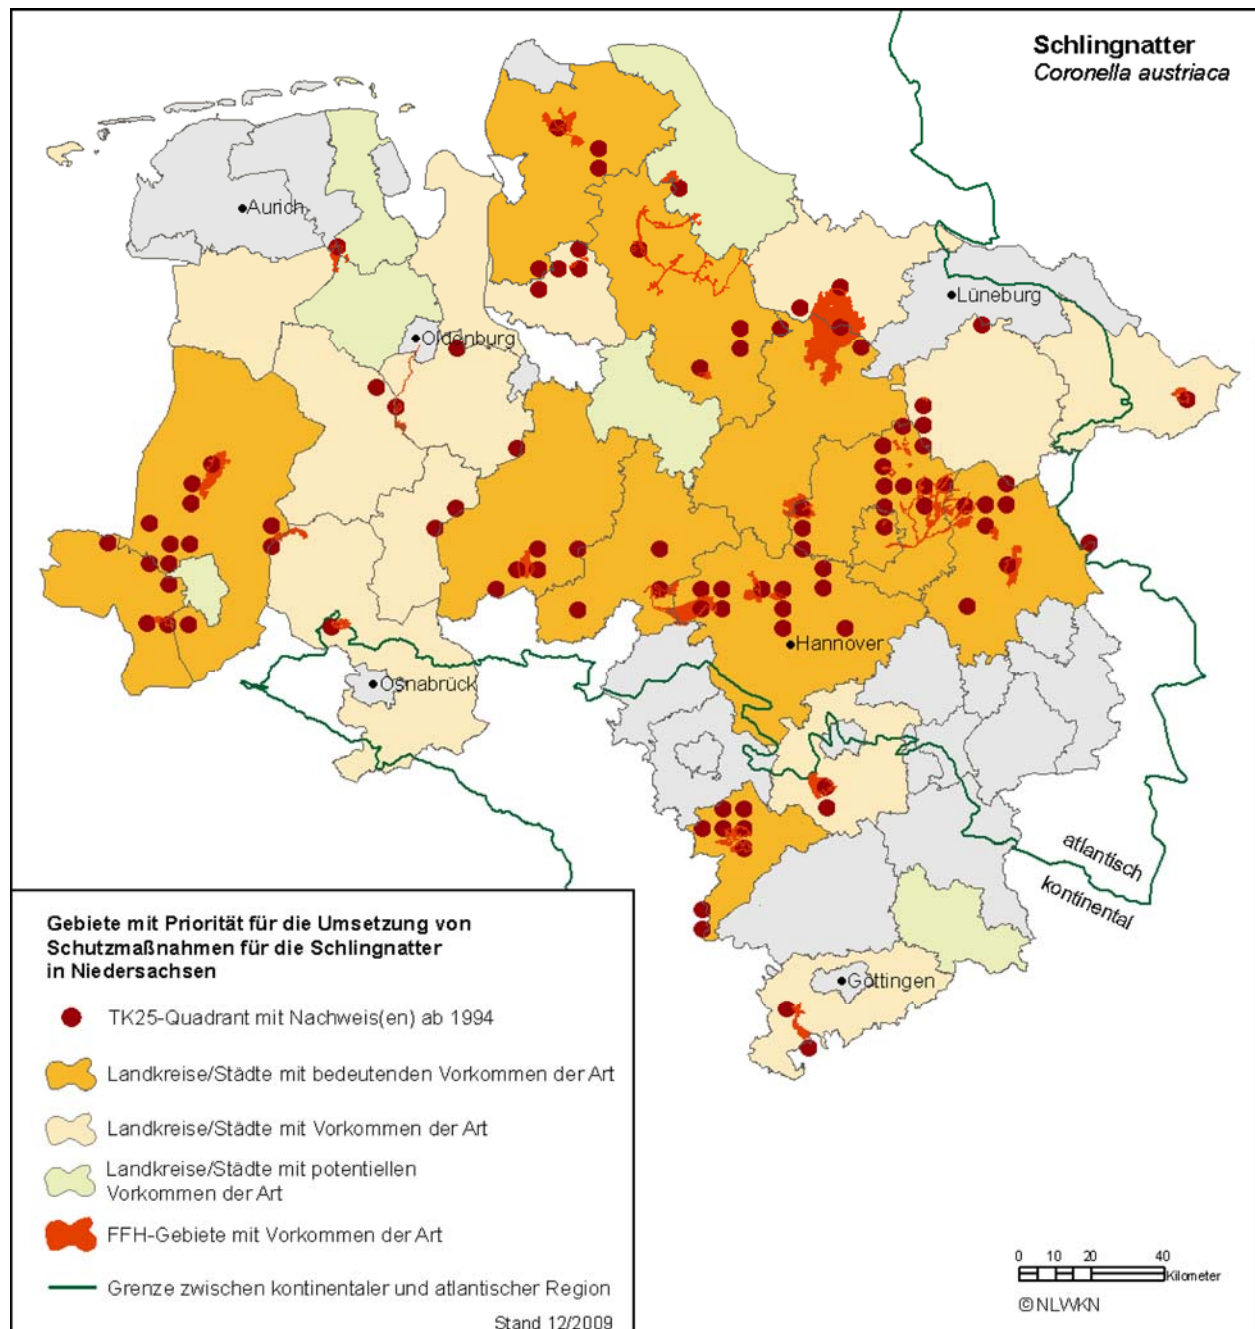 Schlingnatter
Coronella austriaca
Aurich
Oldenburg
Lüneburg
Hannover
Osnabrück
atlantisch
kontinental
Göttingen
Gebiete mit Priorität für die Umsetzung von
Schutzmaßnahmen für die Schlingnatter
in Niedersachsen
TK25-Quadrant mit Nachweis(en) ab 1994
Landkreise/Städte mit bedeutenden Vorkommen der Art
Landkreise/Städte mit Vorkommen der Art
Landkreise/Städte mit potentiellen
Vorkommen der Art
FFH-Gebiete mit Vorkommen der Art
Grenze zwischen kontinentaler und atlantischer Region
Stand 12/2009
0 10 20 40
Kilometer
©NLWKN